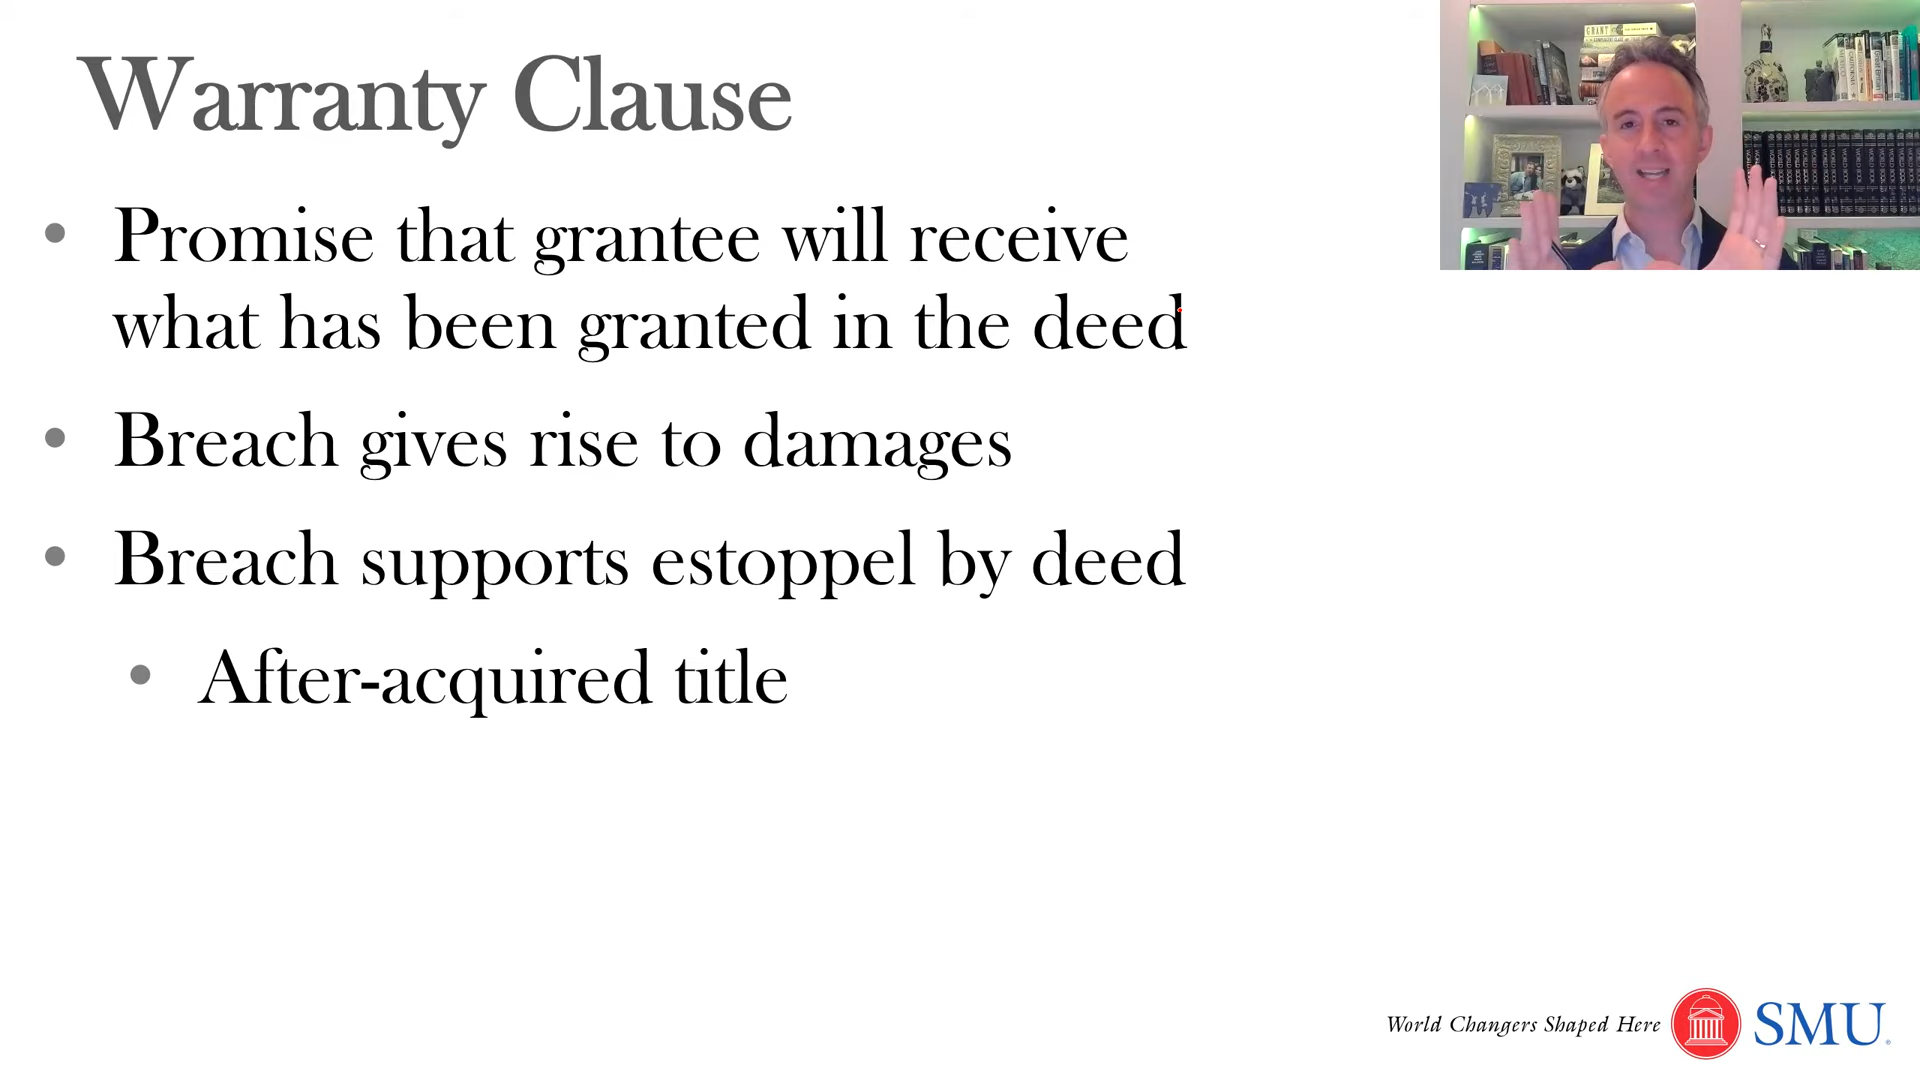 Warranty Clause
• Promise that grantee will receive
what has been granted in the deed
• Breach gives rise to damages
• Breach supports estoppel by deed
• After-acquired title
GRANT
World Changers Shaped Here
SMU